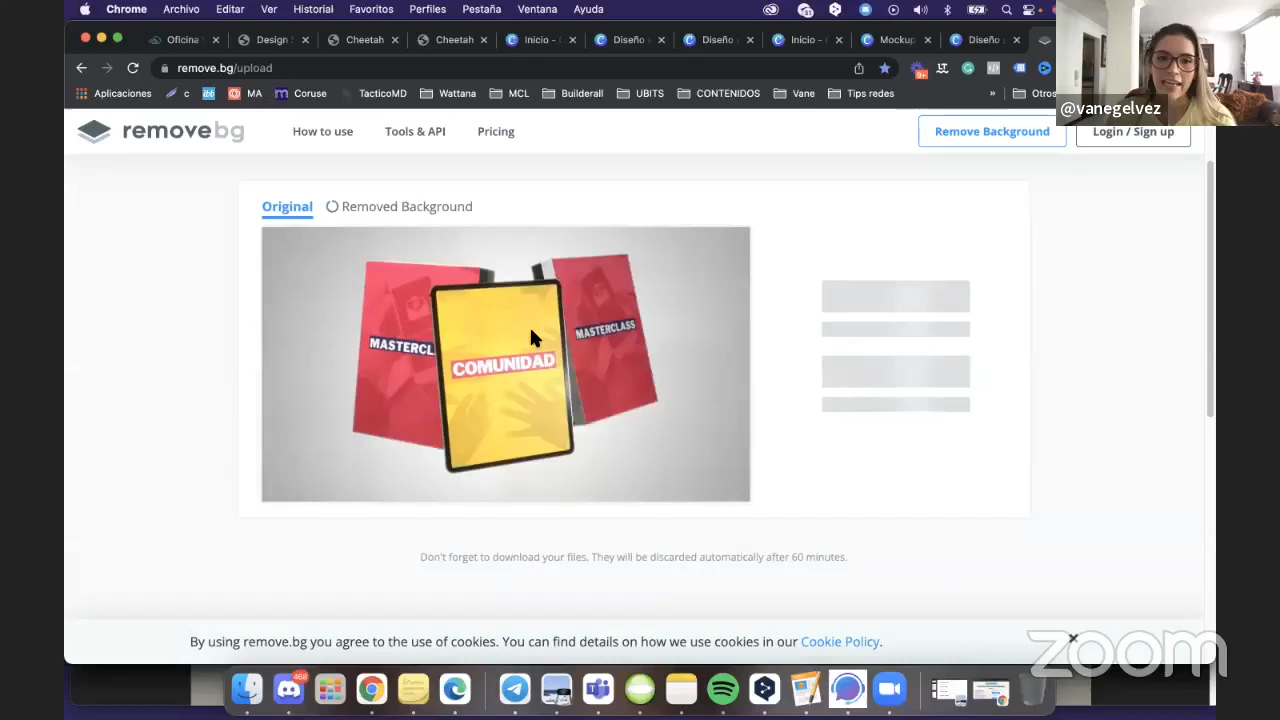 Chrome Archivo Editar Ver Historial Favoritos Perfiles Pestaña Ventana Ayuda
31
Oficina V
Design S
Cheetah
Cheetah
Inicio - C
Diseño
Diseño
Inicio -
Mockup
Diseño
remove.bg/upload
9+
Aplicaciones
c
MA
Coruse
TacticoMD
Wattana
MCL
Builderall
UBITS
CONTENIDOS
Vane
Tips redes
»
Otros
@vanegelvez
removebg
How to use
Tools & API
Pricing
Remove Background
Login / Sign up
Original
Removed Background
MASTERCL
COMUNIDAD
MASTERCLASS
Don't forget to download your files. They will be discarded automatically after 60 minutes.
By using remove.bg you agree to the use of cookies. You can find details on how we use cookies in our Cookie Policy.
zoom
468